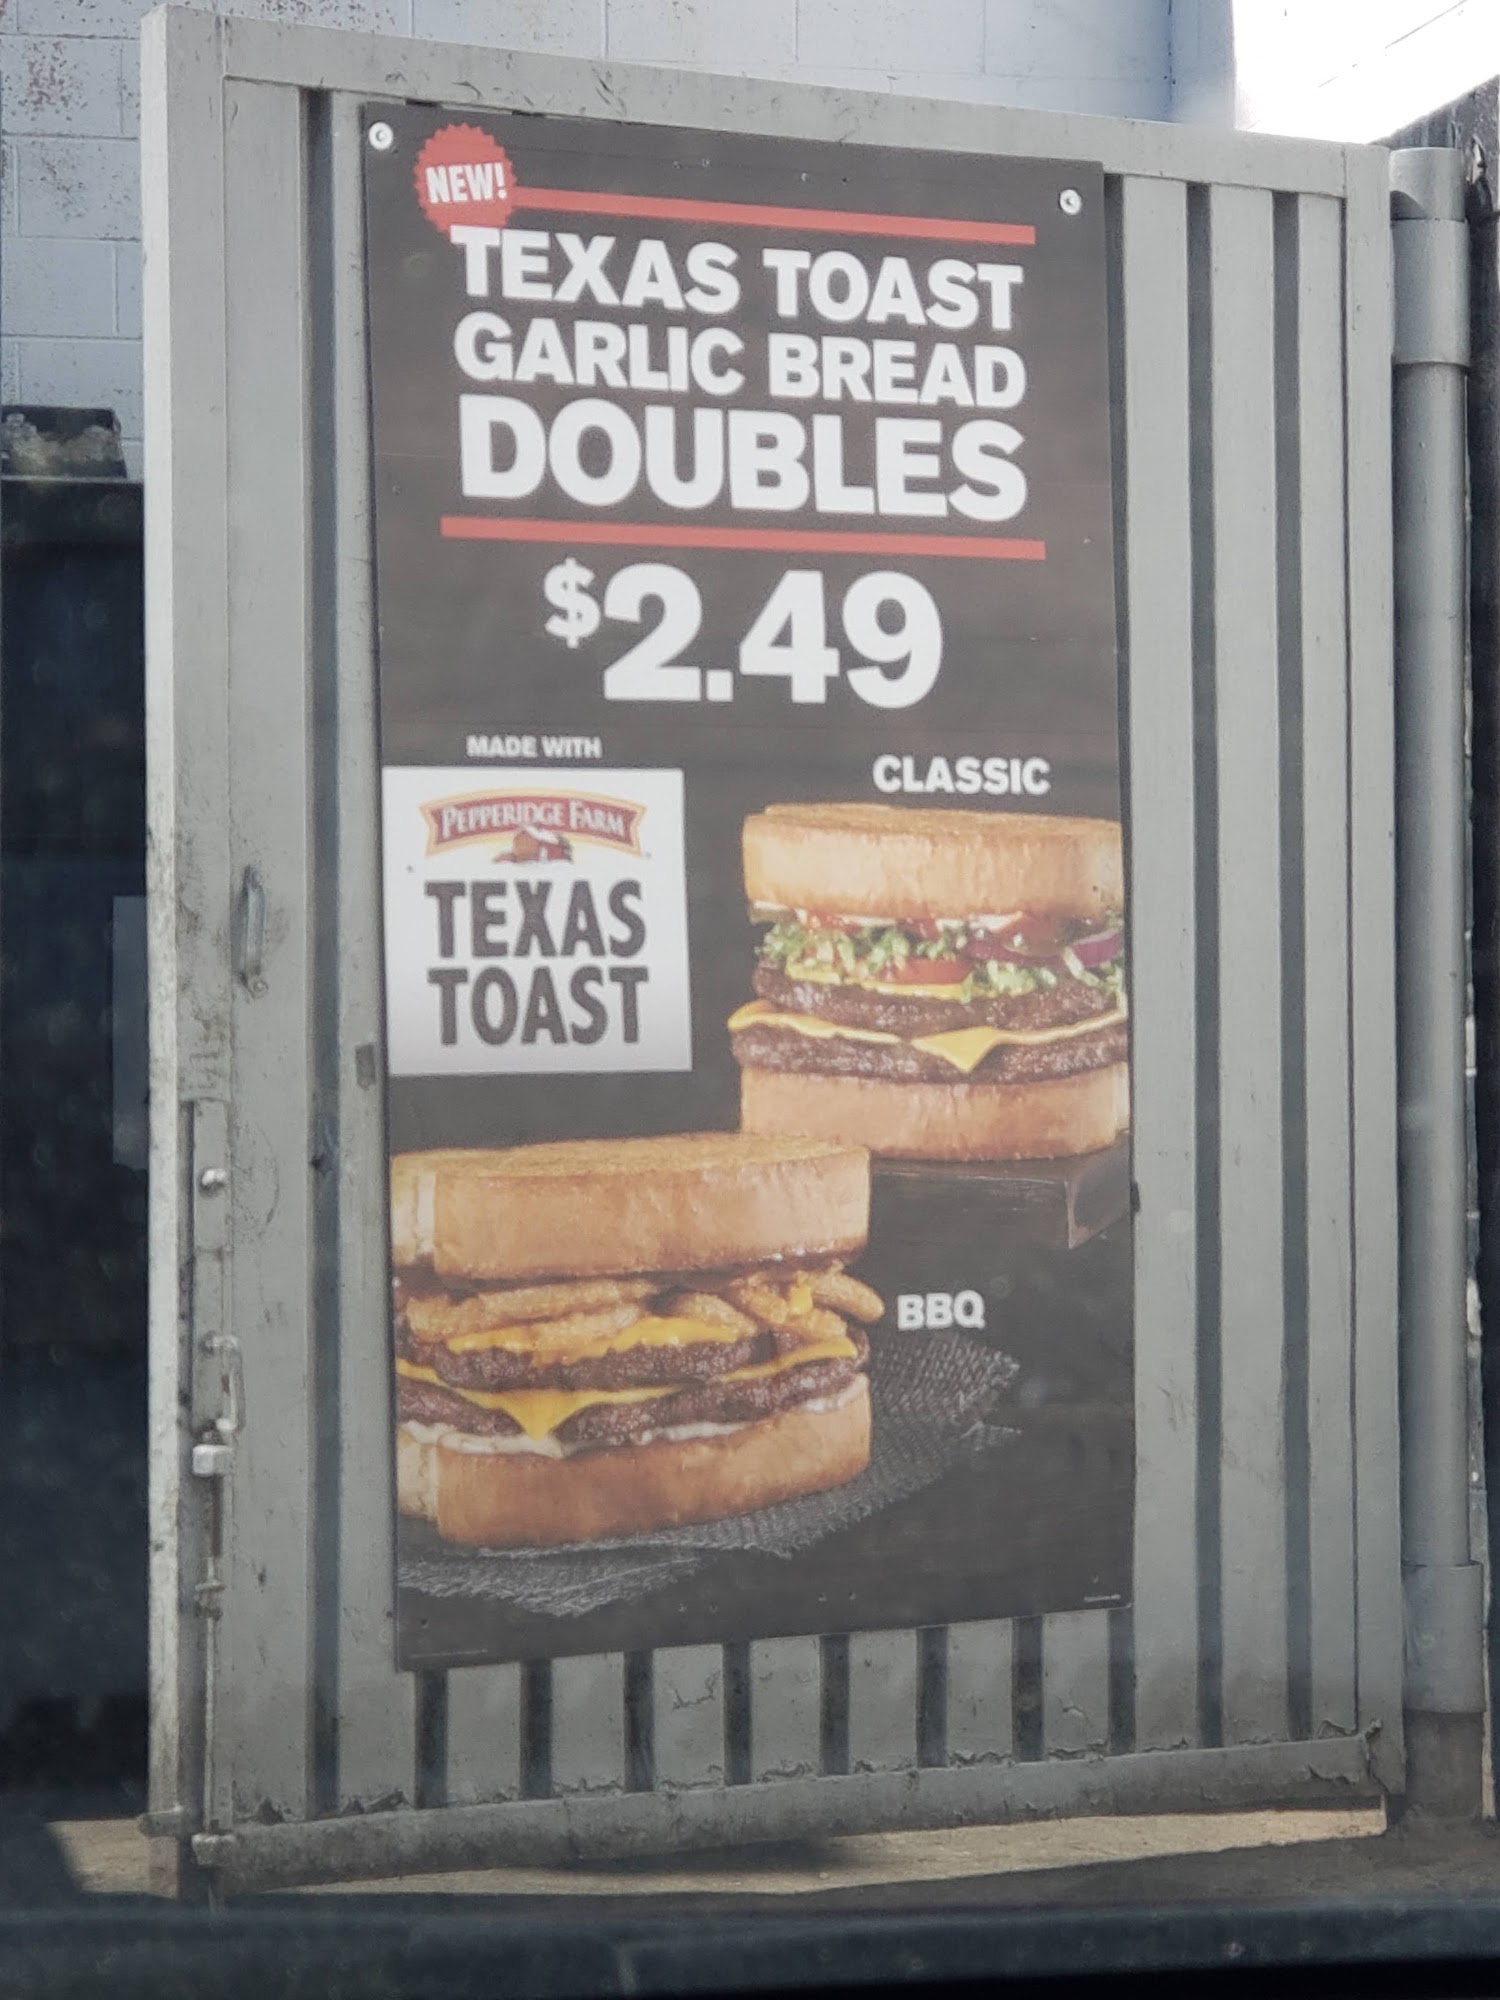 NEW!
TEXAS TOAST
GARLIC BREAD
DOUBLES
$2.49
MADE WITH
PEPPERIDGE FARM
TEXAS
TOAST
CLASSIC
BBQ